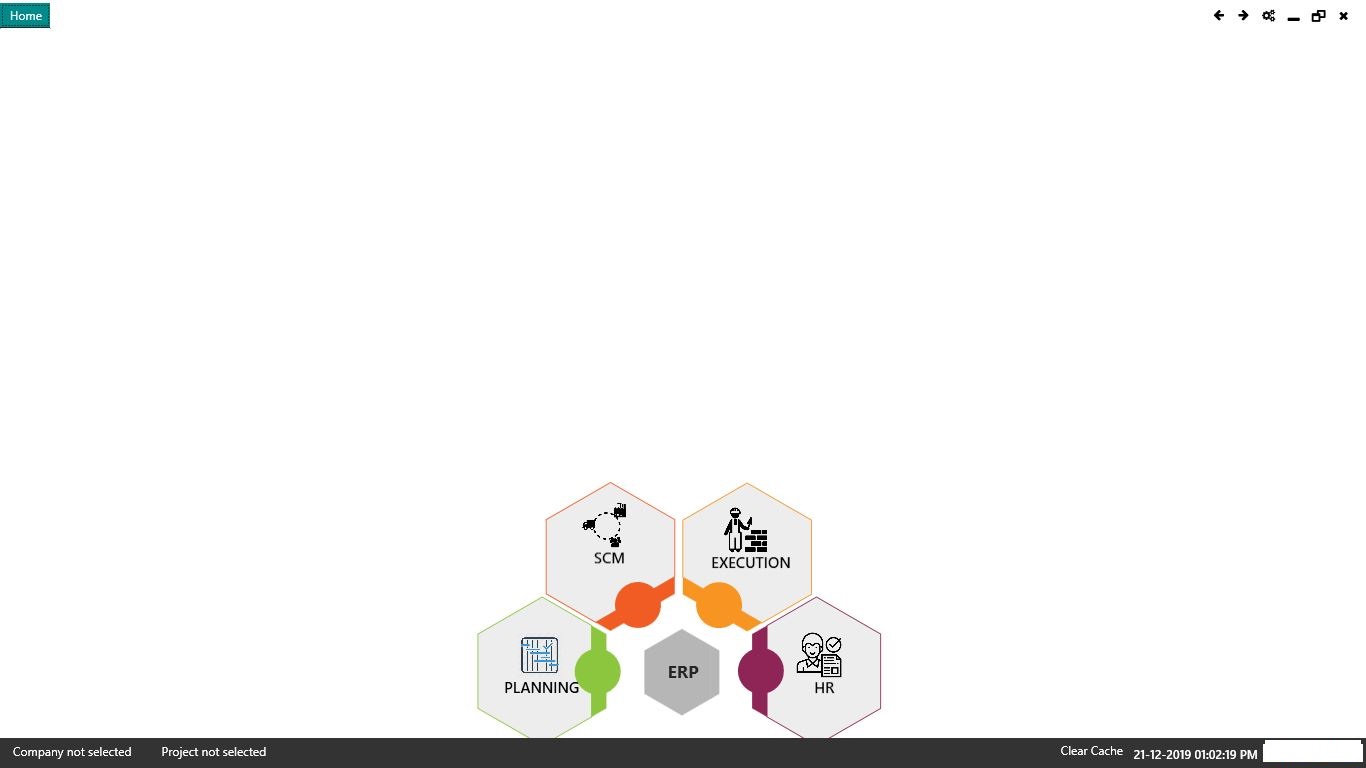 Home
SCM
EXECUTION
PLANNING
ERP
HR
Company not selected
Project not selected
Clear Cache
21-12-2019 01:02:19 PM